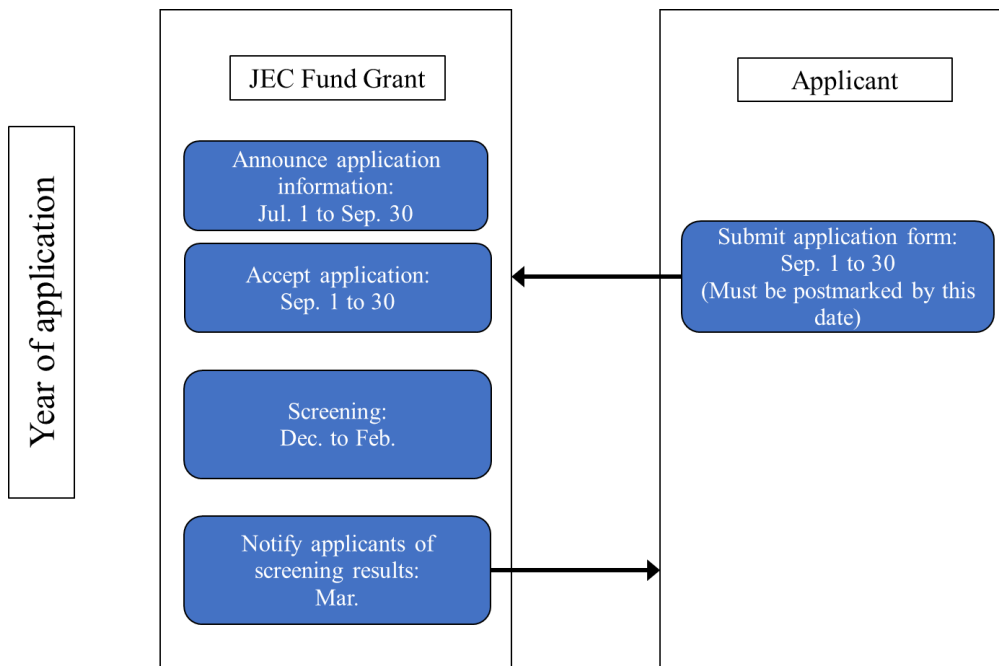 Year of application
JEC Fund Grant
Announce application
information:
Jul. 1 to Sep. 30
Accept application:
Sep. 1 to 30
Screening:
Dec. to Feb.
Notify applicants of
screening results:
Mar.
Applicant
Submit application form:
Sep. 1 to 30
(Must be postmarked by this
date)